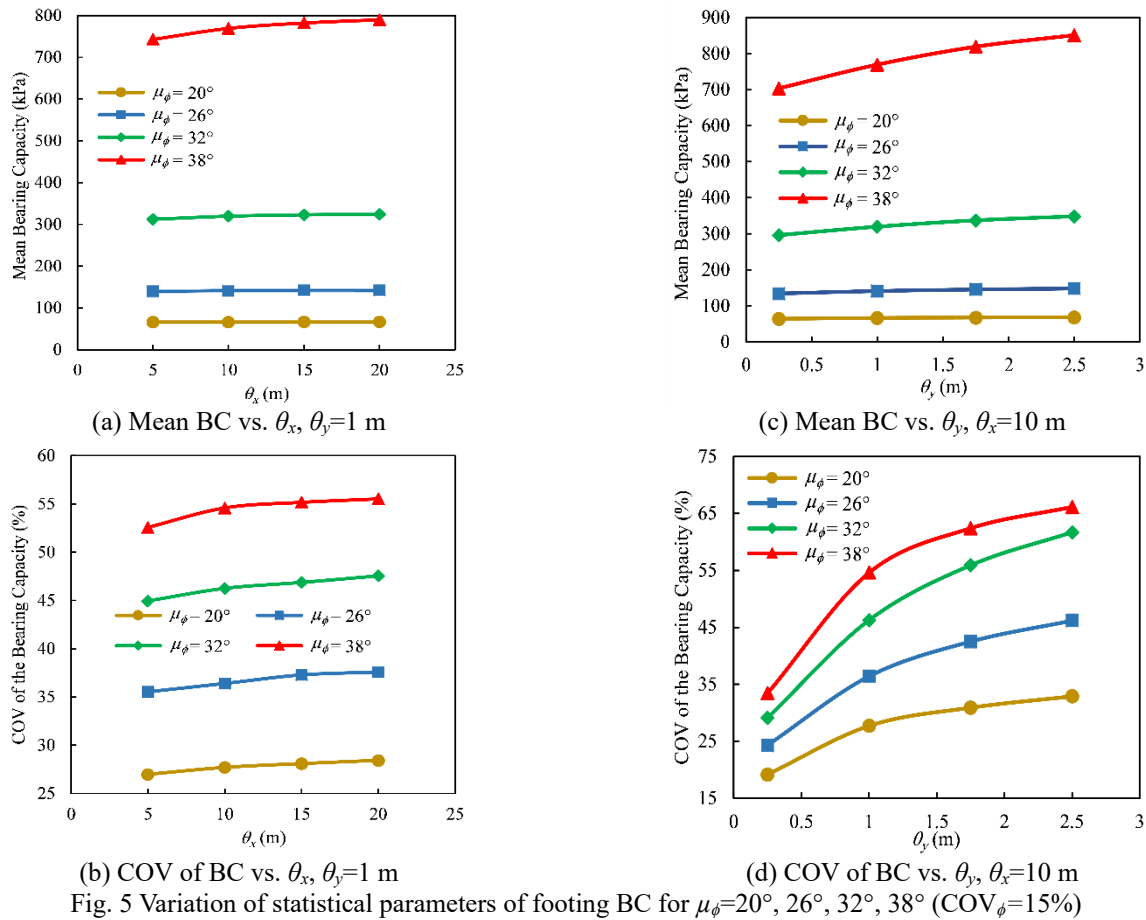 800
700
600
500
400
300
200
100
0
Mean Bearing Capacity (kPa)
μϕ = 20°
μϕ − 26°
μϕ = 32°
μϕ = 38°
0 5 10 15 20 25
θx (m)
(a) Mean BC vs. θx, θy=1 m
900
800
700
600
500
400
300
200
100
0
Mean Bearing Capacity (kPa)
μϕ − 20°
μϕ = 26°
μϕ = 32°
μϕ = 38°
0 0.5 1 1.5 2 2.5 3
θy (m)
(c) Mean BC vs. θy, θx=10 m
60
55
50
45
40
35
30
25
COV of the Bearing Capacity (%)
μϕ − 20° μϕ − 26°
μϕ = 32° μϕ = 38°
0 5 10 15 20 25
θx (m)
(b) COV of BC vs. θx, θy=1 m
75
65
55
45
35
25
15
COV of the Bearing Capacity (%)
μϕ = 20°
μϕ = 26°
μϕ = 32°
μϕ = 38°
0 0.5 1 1.5 2 2.5 3
θy (m)
(d) COV of BC vs. θy, θx=10 m
Fig. 5 Variation of statistical parameters of footing BC for μϕ=20°, 26°, 32°, 38° (COVϕ=15%)